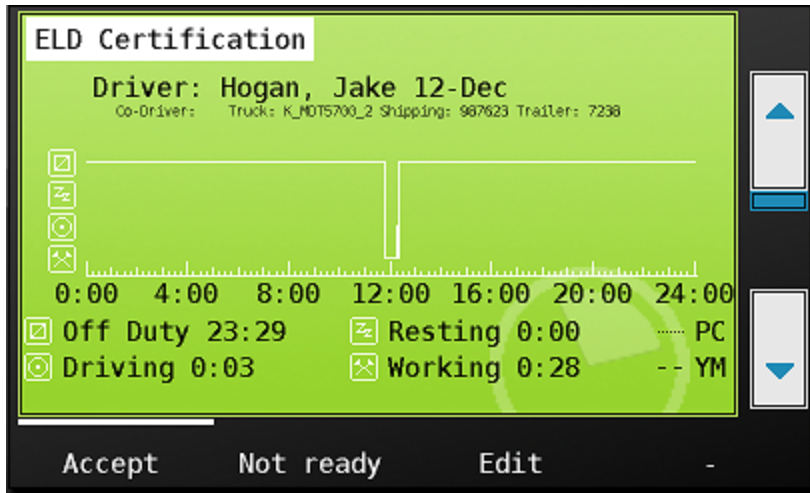 ELD Certification
Driver: Hogan, Jake 12-Dec
Co-Driver: Truck: K_MDT5700_2 Shipping: 987623 Trailer: 7238
0:00 4:00 8:00 12:00 16:00 20:00 24:00
Off Duty 23:29 Resting 0:00 ...... PC
Driving 0:03 Working 0:28 -- YM
Accept Not ready Edit -